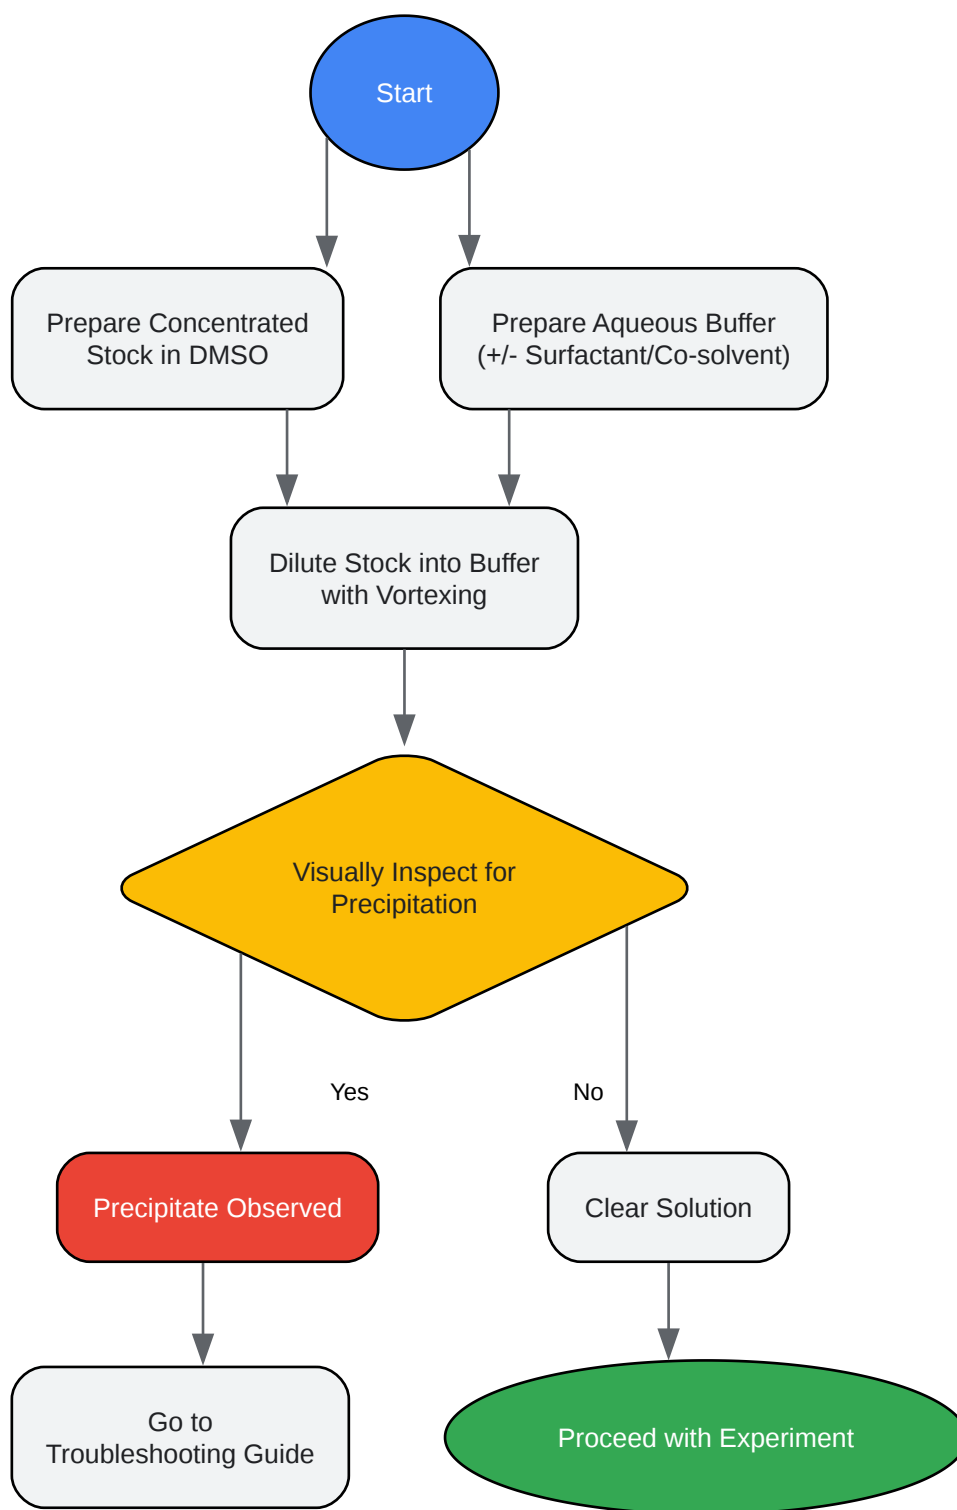 Start
Prepare Concentrated
Stock in DMSO
Prepare Aqueous Buffer
(+/- Surfactant/Co-solvent)
Dilute Stock into Buffer
with Vortexing
Visually Inspect for
Precipitation
Yes
No
Precipitate Observed
Clear Solution
Go to
Troubleshooting Guide
Proceed with Experiment